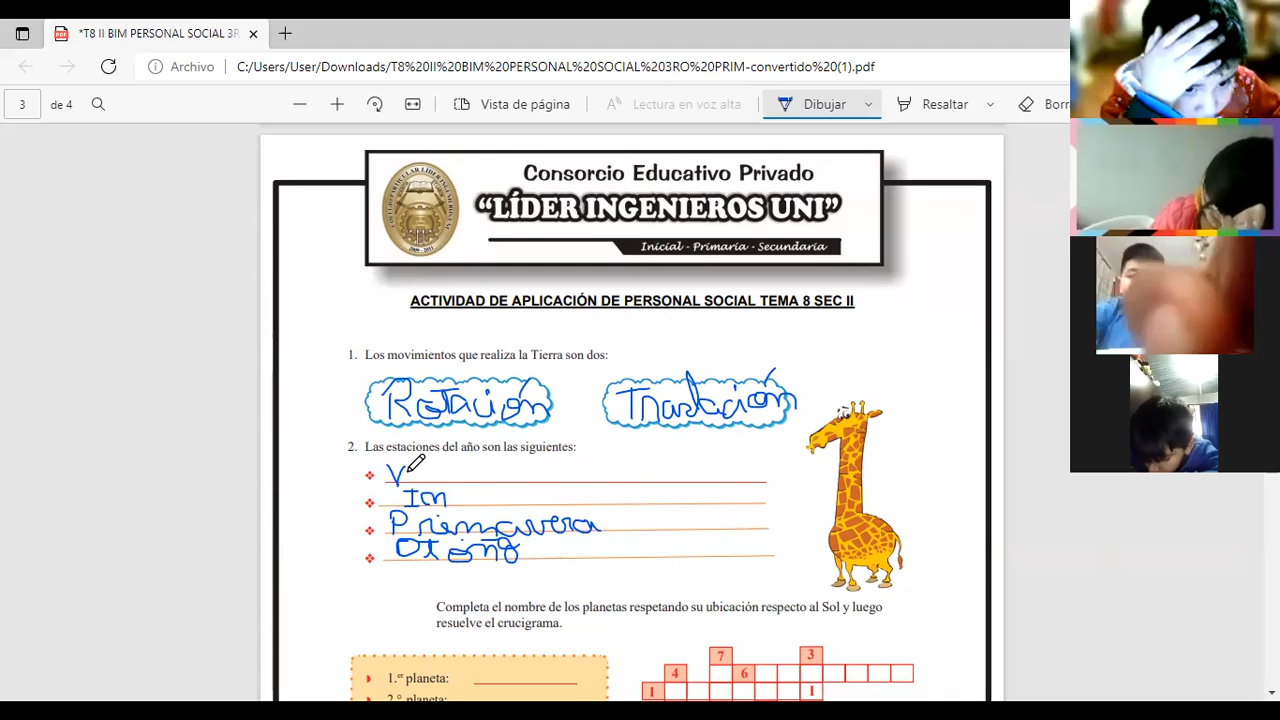 *T8 II BIM PERSONAL SOCIAL 3R
Archivo C:/Users/User/Downloads/T8%20II%20BIM%20PERSONAL%20SOCIAL%203RO%20PRIM-convertido%20(1).pdf
3 de 4 Vista de página Lectura en voz alta Dibujar Resaltar Borr
Consorcio Educativo Privado
"LÍDER INGENIEROS UNI"
Inicial - Primaria - Secundaria
ACTIVIDAD DE APLICACIÓN DE PERSONAL SOCIAL TEMA 8 SEC II
1. Los movimientos que realiza la Tierra son dos:
Rotación Traslación
2. Las estaciones del año son las siguientes:
V
In
Primavera
Otoño
Completa el nombre de los planetas respetando su ubicación respecto al Sol y luego
resuelve el crucigrama.
7 3
1.er planeta: 4 6
2.° planeta: 1 1